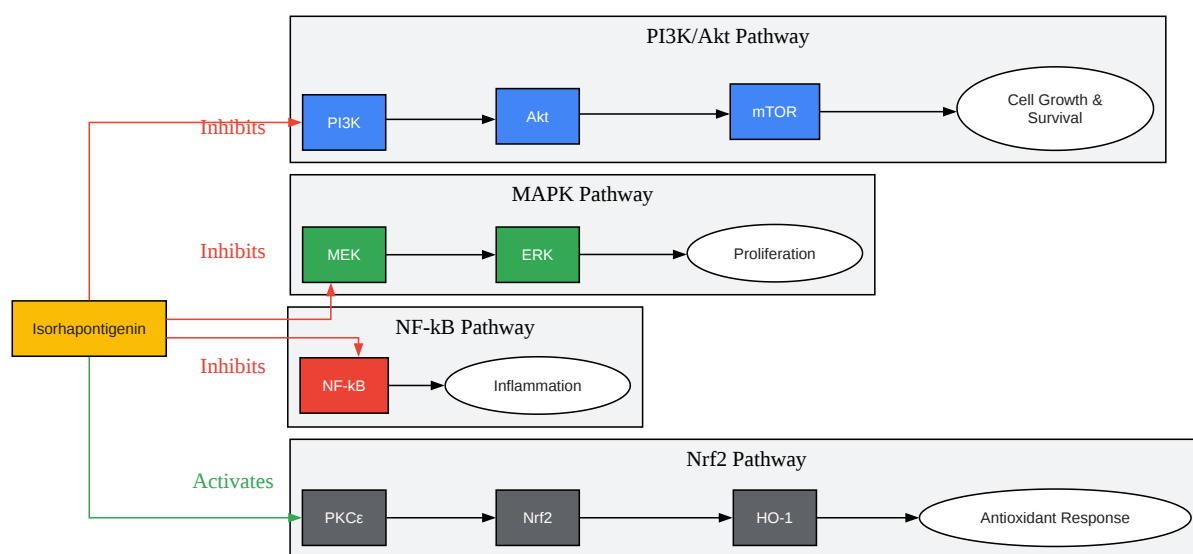 PI3K/Akt Pathway
Inhibits
PI3K
Akt
mTOR
Cell Growth &
Survival
MAPK Pathway
Inhibits
MEK
ERK
Proliferation
Isorhapontigenin
NF-kB Pathway
Inhibits
NF-kB
Inflammation
Nrf2 Pathway
Activates
PKCε
Nrf2
HO-1
Antioxidant Response